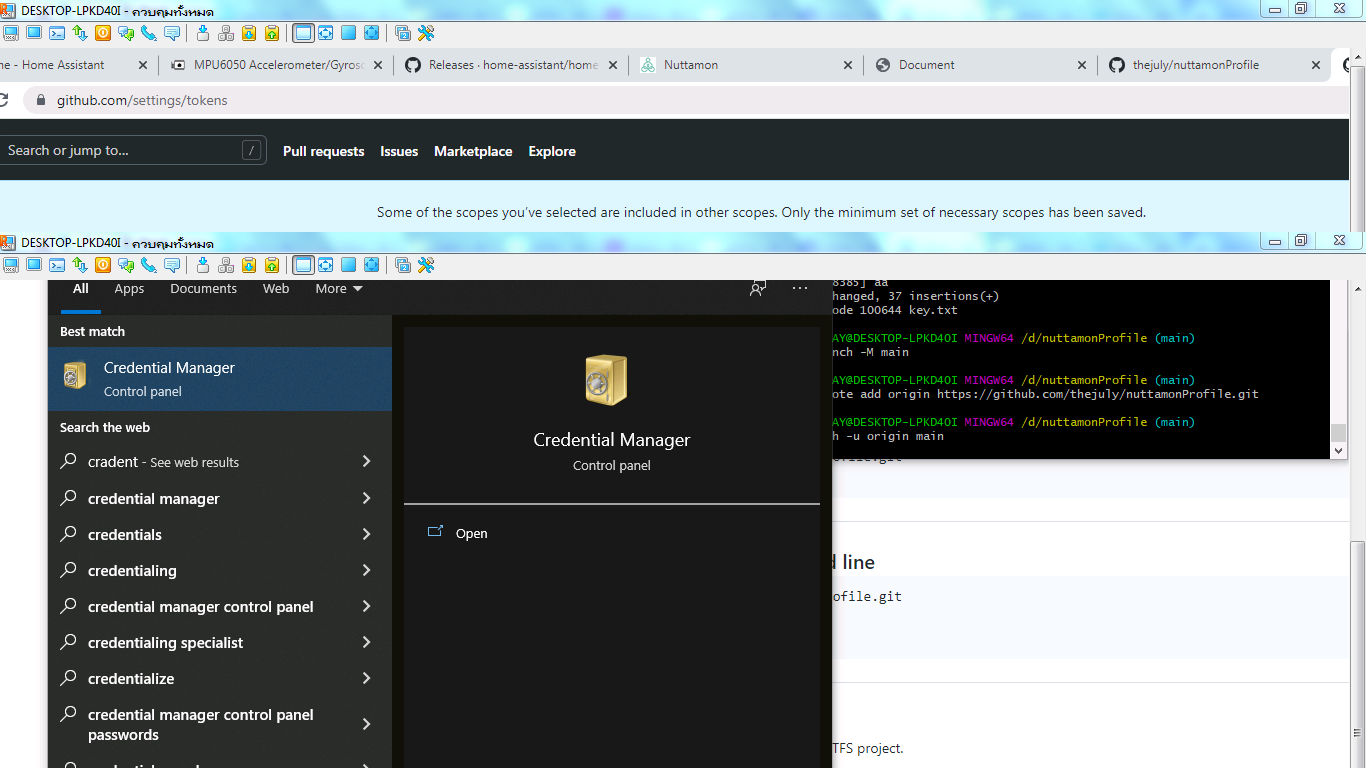 DESKTOP-LPKD40I - ควบคุมทั้งหมด
me - Home Assistant
MPU6050 Accelerometer/Gyrosc
Releases · home-assistant/home
Nuttamon
Document
thejuly/nuttamonProfile
github.com/settings/tokens
Search or jump to...
/
Pull requests
Issues
Marketplace
Explore
Some of the scopes you've selected are included in other scopes. Only the minimum set of necessary scopes has been saved.
DESKTOP-LPKD40I - ควบคุมทั้งหมด
All
Apps
Documents
Web
More
Best match
Credential Manager
Control panel
Search the web
cradent - See web results
credential manager
credentials
credentialing
credential manager control panel
credentialing specialist
credentialize
credential manager control panel
passwords
Credential Manager
Control panel
Open
8385] aa
hanged, 37 insertions(+)
ode 100644 key.txt
AY@DESKTOP-LPKD40I MINGW64 /d/nuttamonProfile (main)
nch -M main
AY@DESKTOP-LPKD40I MINGW64 /d/nuttamonProfile (main)
ote add origin https://github.com/thejuly/nuttamonProfile.git
AY@DESKTOP-LPKD40I MINGW64 /d/nuttamonProfile (main)
h -u origin main
d line
ofile.git
TFS project.